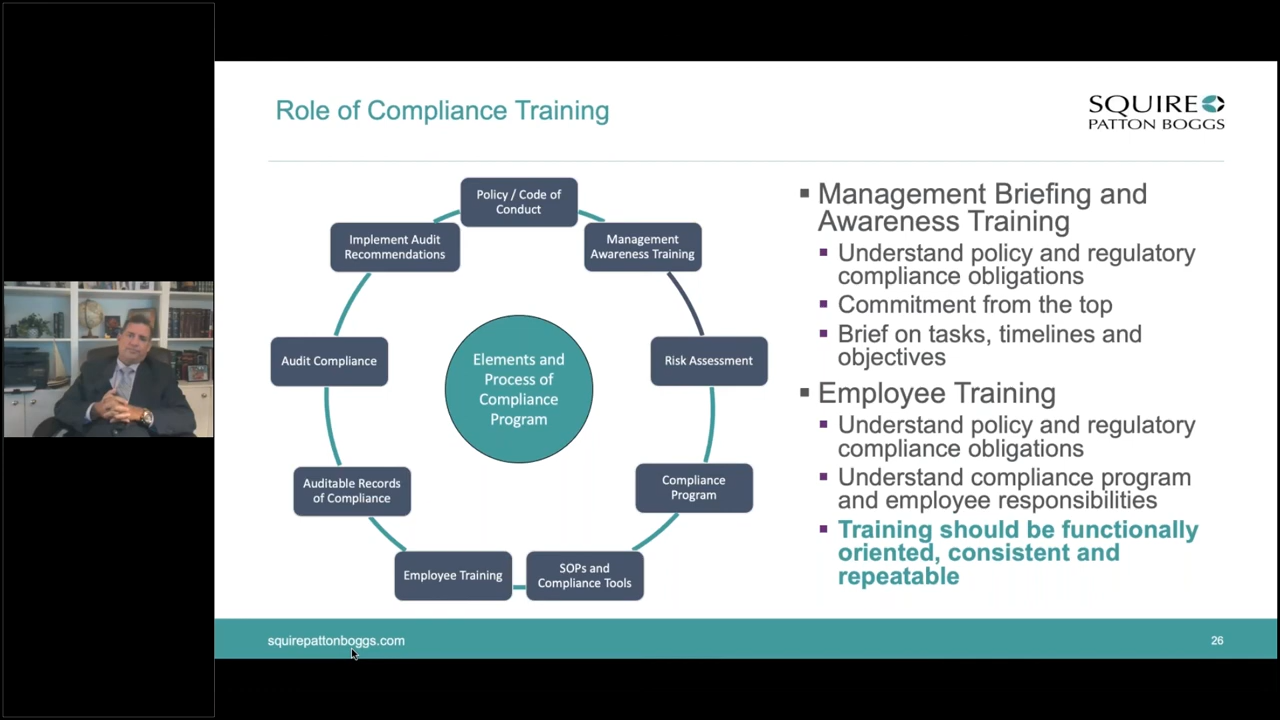 Role of Compliance Training
SQUIRE
PATTON BOGGS
Policy / Code of
Conduct
Management
Awareness Training
Risk Assessment
Compliance
Program
SOPs and
Compliance Tools
Employee Training
Auditable Records
of Compliance
Audit Compliance
Implement Audit
Recommendations
Elements and
Process of
Compliance
Program
Management Briefing and
Awareness Training
Understand policy and regulatory
compliance obligations
Commitment from the top
Brief on tasks, timelines and
objectives
Employee Training
Understand policy and regulatory
compliance obligations
Understand compliance program
and employee responsibilities
Training should be functionally
oriented, consistent and
repeatable
squirepattonboggs.com
26